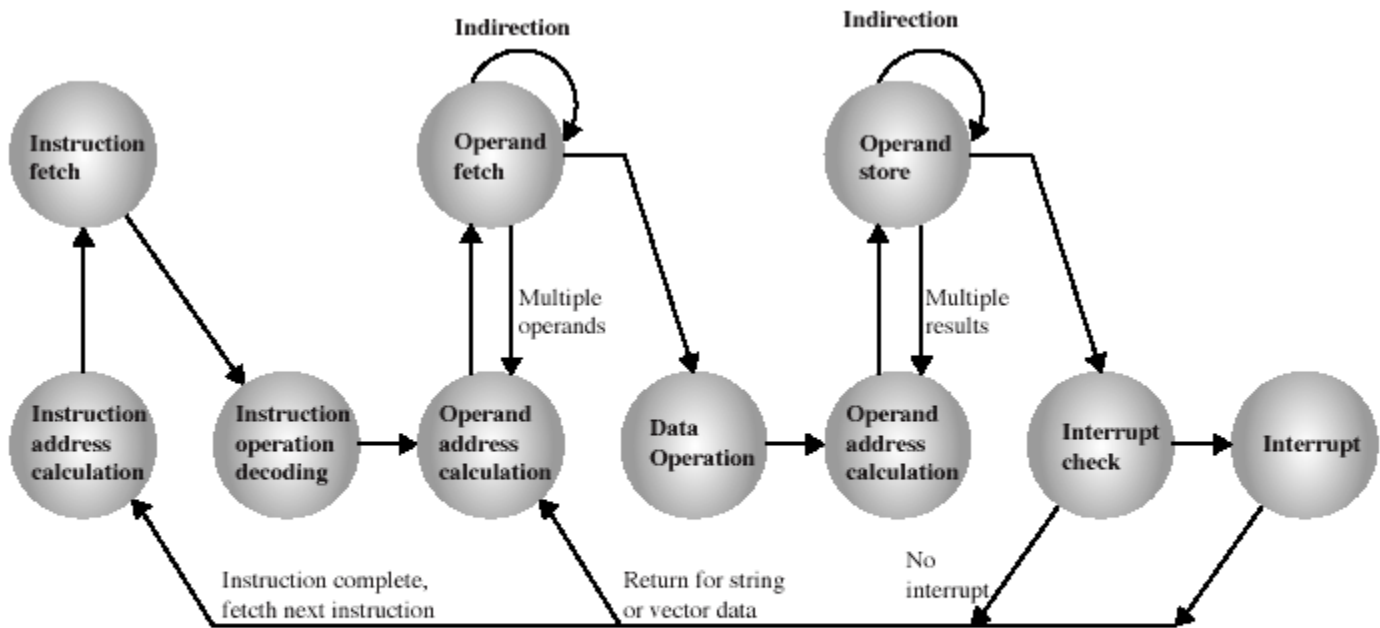 Indirection
Indirection
Instruction
fetch
Operand
fetch
Operand
store
Multiple
operands
Multiple
results
Instruction
address
calculation
Instruction
operation
decoding
Operand
address
calculation
Data
Operation
Operand
address
calculation
Interrupt
check
Interrupt
Instruction complete,
fetcth next instruction
Return for string
or vector data
No
interrupt